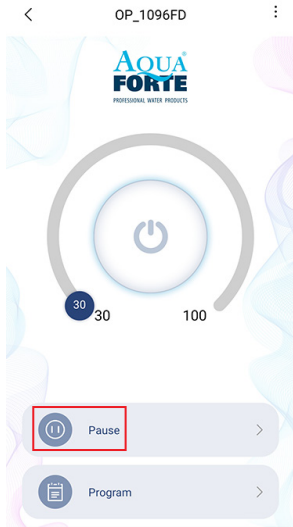 OP_1096FD
AQUA
FORTE
PROFESSIONAL WATER PRODUCTS
30
30
100
Pause
Program